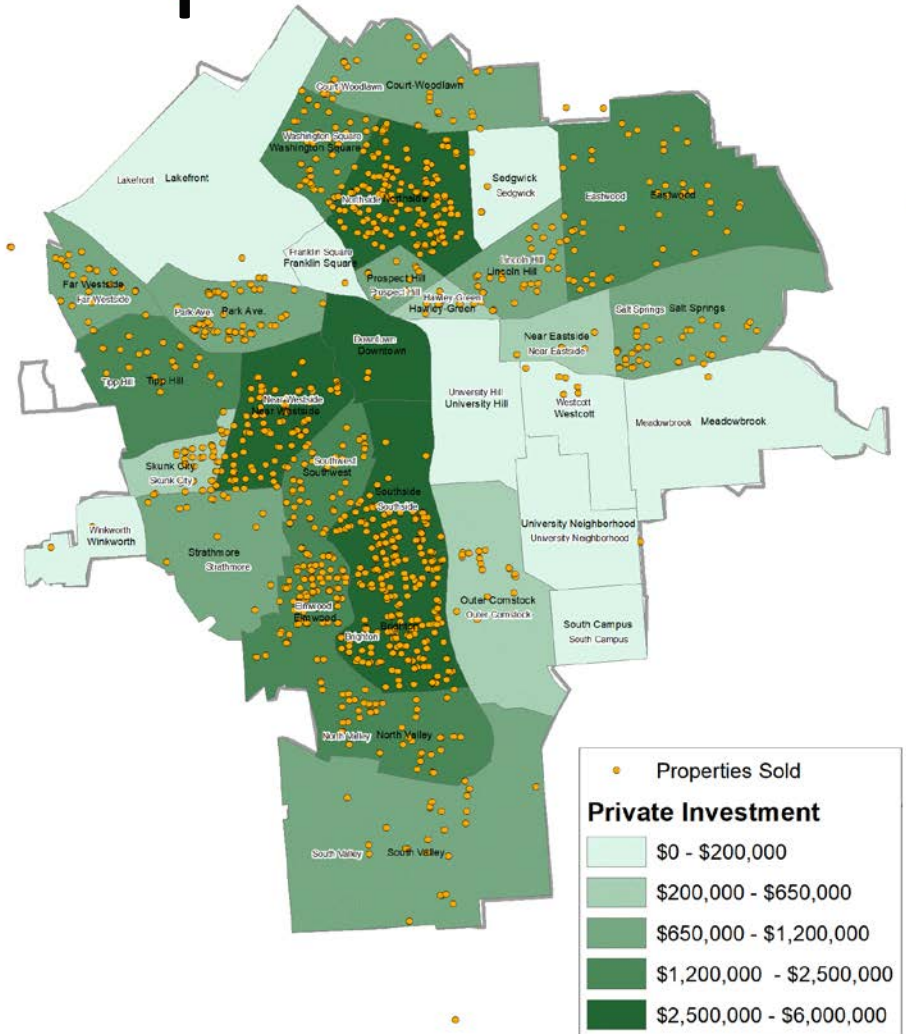 Court-Woodlawn Court-Woodlawn
Washington Square
Washington Square
Lakefront Lakefront
Sedgwick
Sedgwick
Eastwood Eastwood
Northside Northside
Franklin Square
Franklin Square
Lincoln Hill
Lincoln Hill
Prospect Hill
Prospect Hill
Hawley-Green
Hawley-Green
Far Westside
Far Westside
Park Ave. Park Ave.
Salt Springs Salt Springs
Near Eastside
Near Eastside
Downtown
Downtown
Tipp Hill Tipp Hill
Near Westside
Near Westside
University Hill
University Hill
Westcott
Westcott
Meadowbrook Meadowbrook
Skunk City
Skunk City
Southwest
Southwest
Southside
Southside
Winkworth
Winkworth
Strathmore
Strathmore
University Neighborhood
University Neighborhood
Elmwood
Elmwood
Outer Comstock
Outer Comstock
Brighton Brighton
South Campus
South Campus
North Valley North Valley
South Valley South Valley
Properties Sold
Private Investment
$0 - $200,000
$200,000 - $650,000
$650,000 - $1,200,000
$1,200,000 - $2,500,000
$2,500,000 - $6,000,000